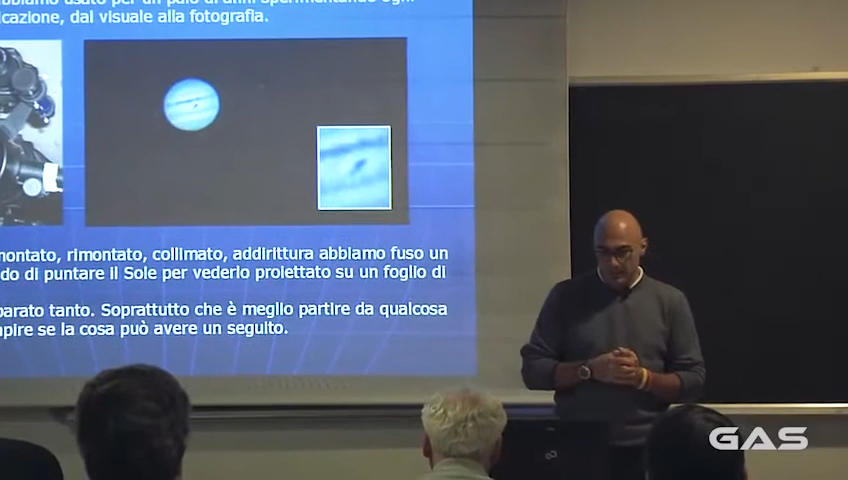 abbiamo usato per un paio di anni sperimentando ogni
icazione, dal visuale alla fotografia.
montato, rimontato, collimato, addirittura abbiamo fuso un
do di puntare il Sole per vederlo proiettato su un foglio di
parato tanto. Soprattutto che è meglio partire da qualcosa
apire se la cosa può avere un seguito.
GAS